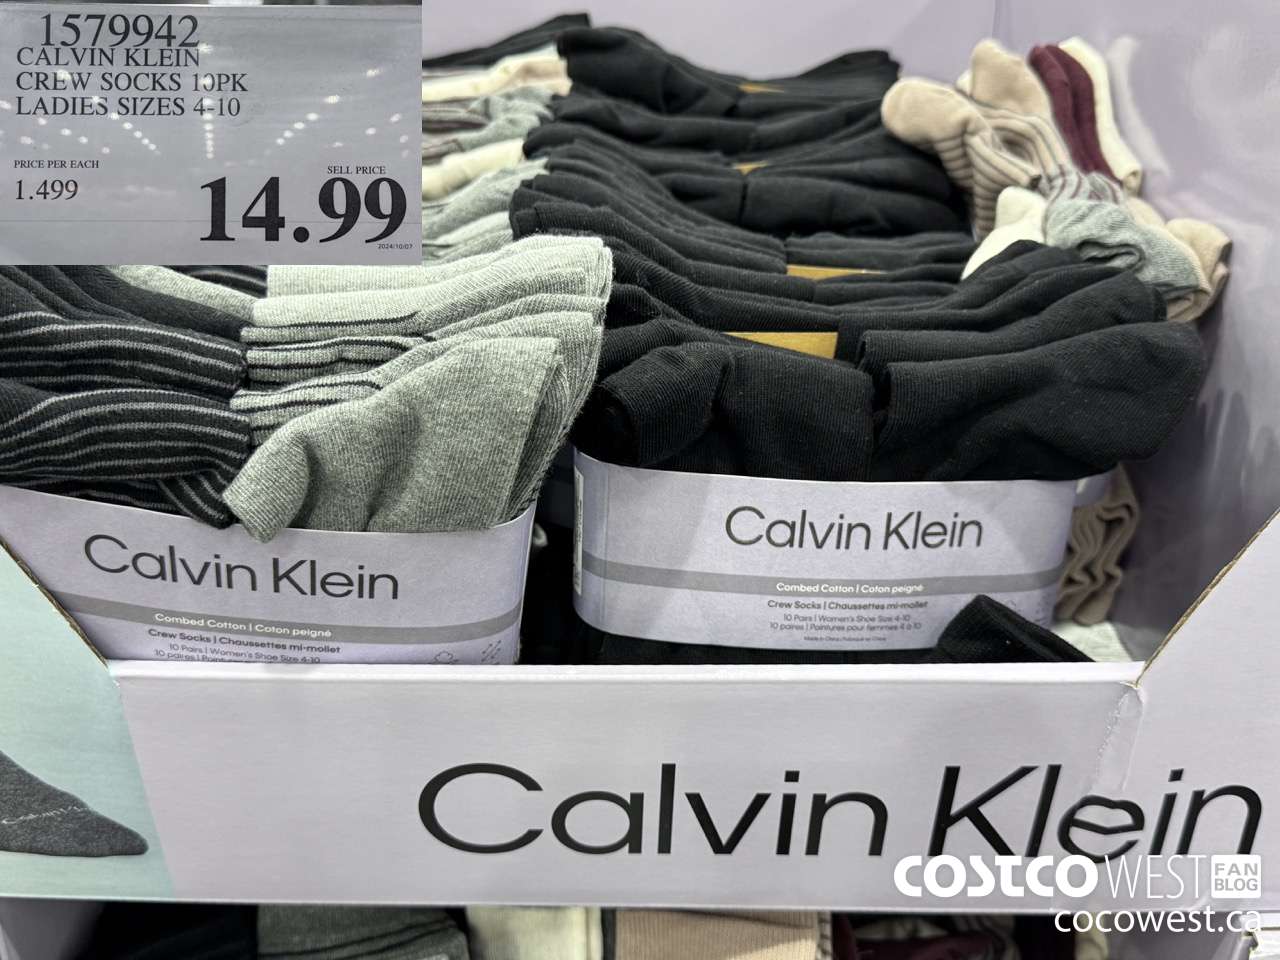 1579942
CALVIN KLEIN
CREW SOCKS 10PK
LADIES SIZES 4-10
PRICE PER EACH
1.499
SELL PRICE
14.99
2024/10/07
Calvin Klein
Combed Cotton | Coton peigné
Crew Socks | Chaussettes mi-mollet
10 Pairs | Women's Shoe Size 4-10
10 paires |
Calvin Klein
Combed Cotton | Coton peigné
Crew Socks | Chaussettes mi-mollet
10 Pairs | Women's Shoe Size 4-10
10 paires | Pointures pour femmes 4 à 10
Made in China / Fabriqué en Chine
Calvin Klein
COSTCO WEST FAN BLOG
cocowest.ca